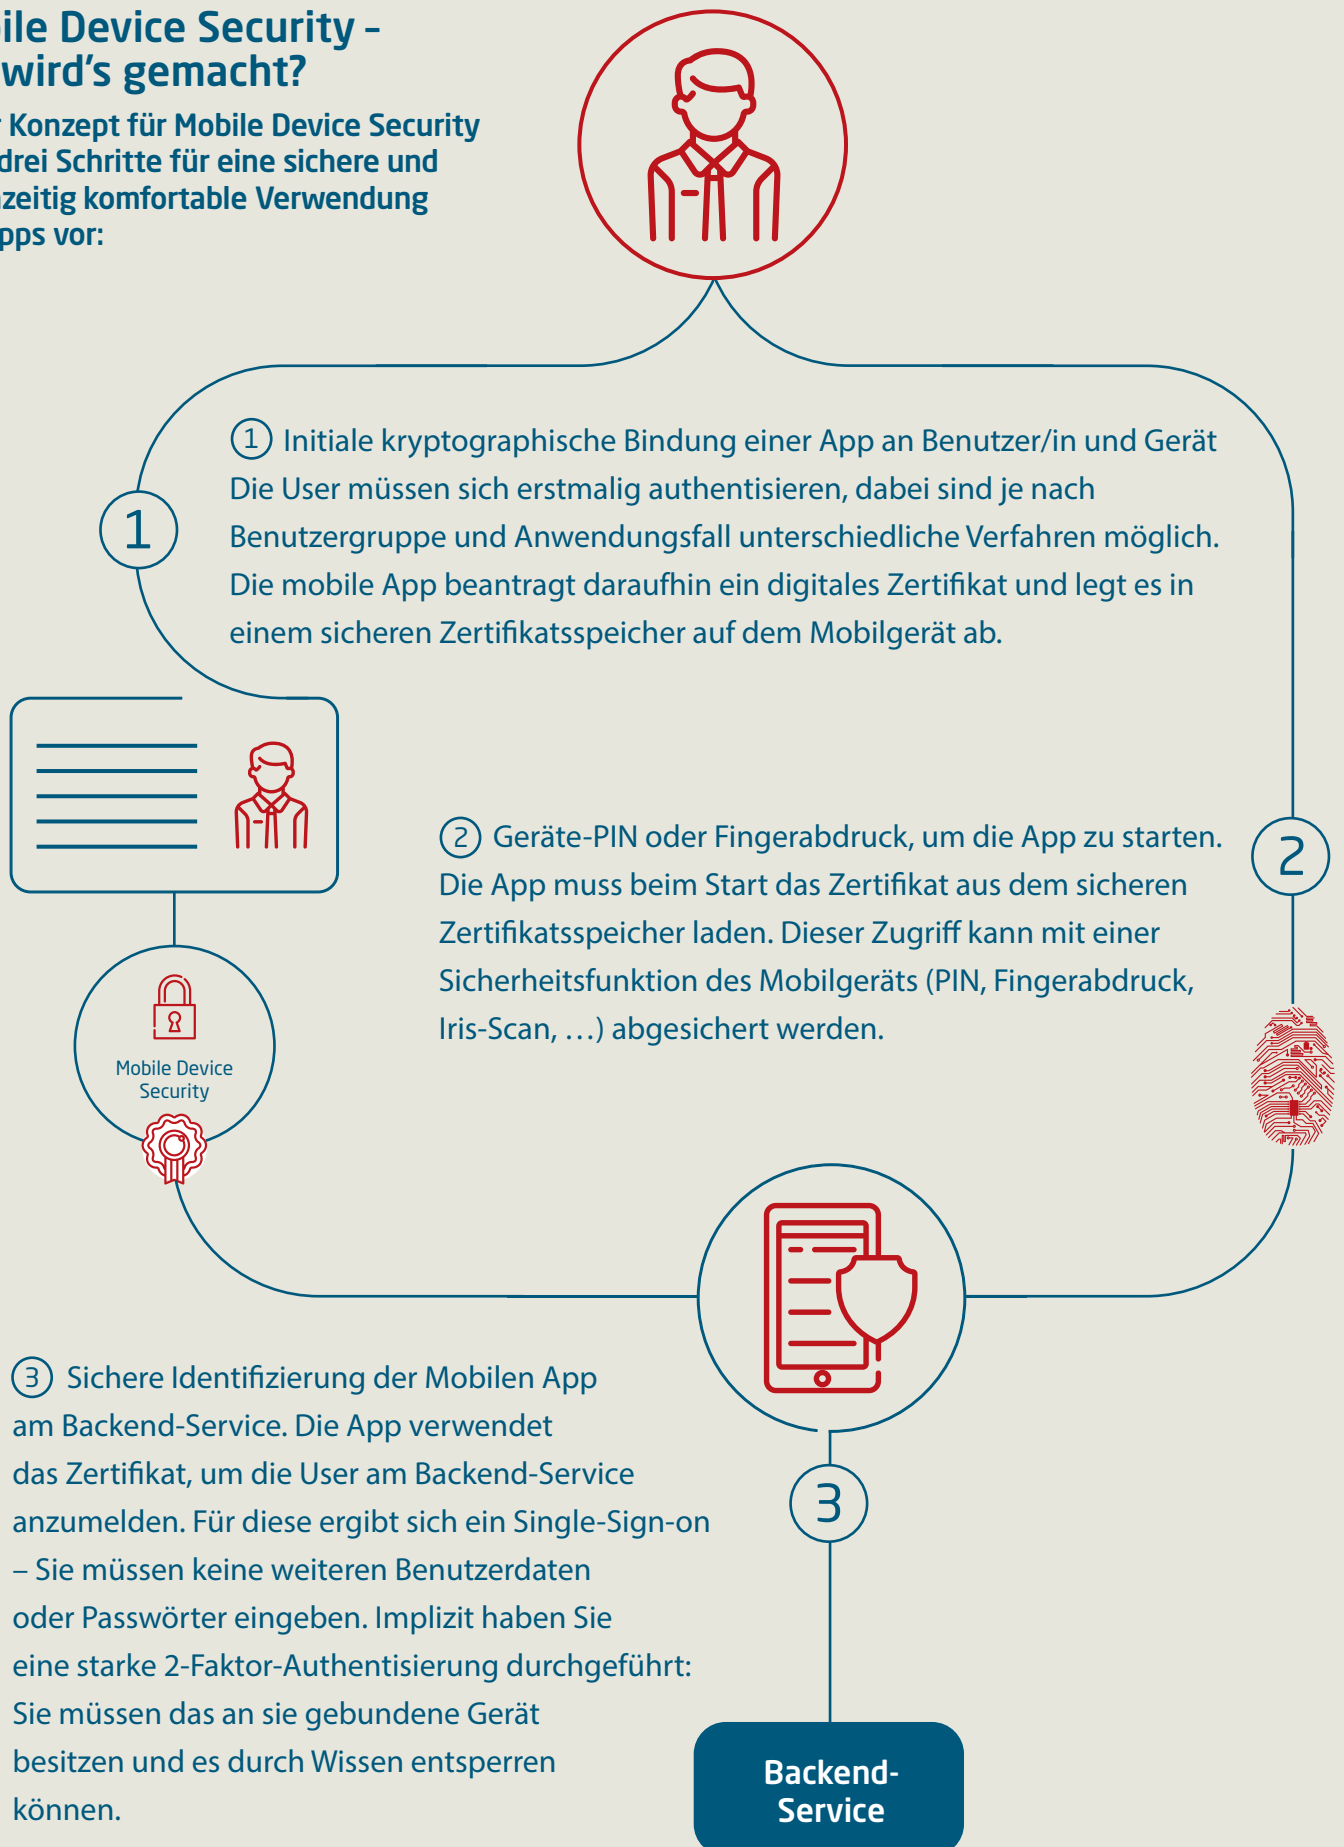 ile Device Security –
wird's gemacht?
Konzept für Mobile Device Security
drei Schritte für eine sichere und
zeitig komfortable Verwendung
pps vor:
1 Initiale kryptographische Bindung einer App an Benutzer/in und Gerät
Die User müssen sich erstmalig authentisieren, dabei sind je nach
Benutzergruppe und Anwendungsfall unterschiedliche Verfahren möglich.
Die mobile App beantragt daraufhin ein digitales Zertifikat und legt es in
einem sicheren Zertifikatsspeicher auf dem Mobilgerät ab.
1
2 Geräte-PIN oder Fingerabdruck, um die App zu starten.
Die App muss beim Start das Zertifikat aus dem sicheren
Zertifikatsspeicher laden. Dieser Zugriff kann mit einer
Sicherheitsfunktion des Mobilgeräts (PIN, Fingerabdruck,
Iris-Scan, …) abgesichert werden.
2
Mobile Device
Security
3 Sichere Identifizierung der Mobilen App
am Backend-Service. Die App verwendet
das Zertifikat, um die User am Backend-Service
anzumelden. Für diese ergibt sich ein Single-Sign-on
– Sie müssen keine weiteren Benutzerdaten
oder Passwörter eingeben. Implizit haben Sie
eine starke 2-Faktor-Authentisierung durchgeführt:
Sie müssen das an sie gebundene Gerät
besitzen und es durch Wissen entsperren
können.
3
Backend-
Service